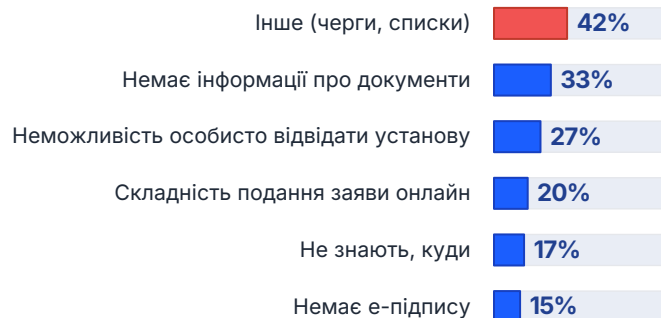 Інше (черги, списки) 42%
Немає інформації про документи 33%
Неможливість особисто відвідати установу 27%
Складність подання заяви онлайн 20%
Не знають, куди 17%
Немає е-підпису 15%